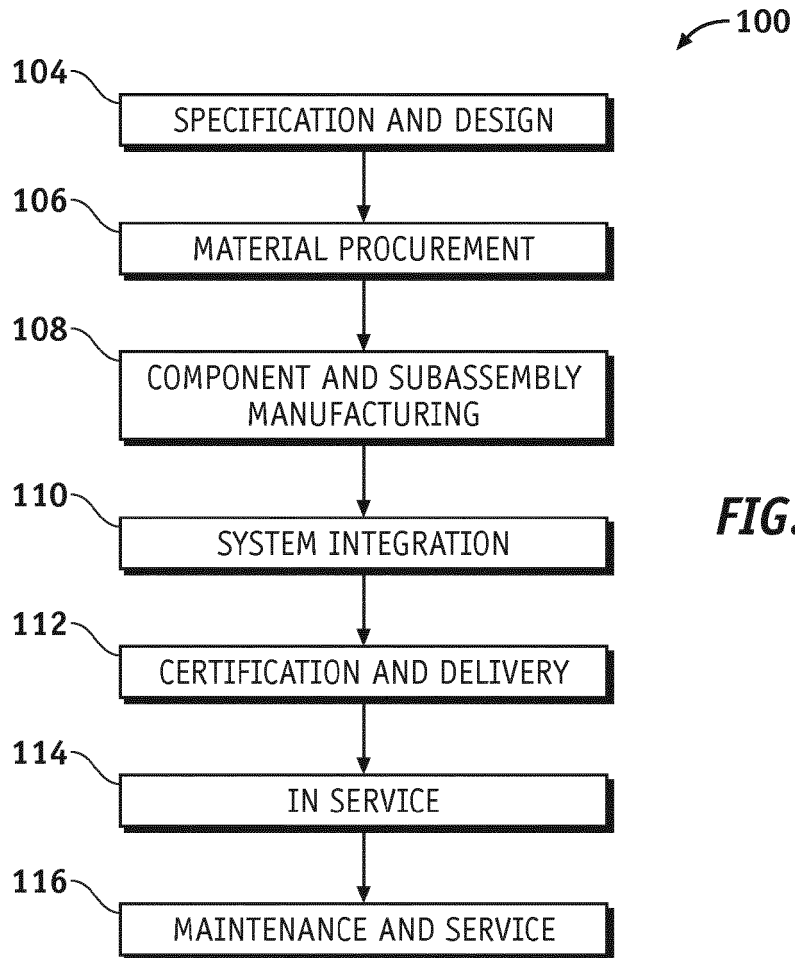 100
104
SPECIFICATION AND DESIGN
106
MATERIAL PROCUREMENT
108
COMPONENT AND SUBASSEMBLY
MANUFACTURING
110
SYSTEM INTEGRATION
FIG.
112
CERTIFICATION AND DELIVERY
114
IN SERVICE
116
MAINTENANCE AND SERVICE